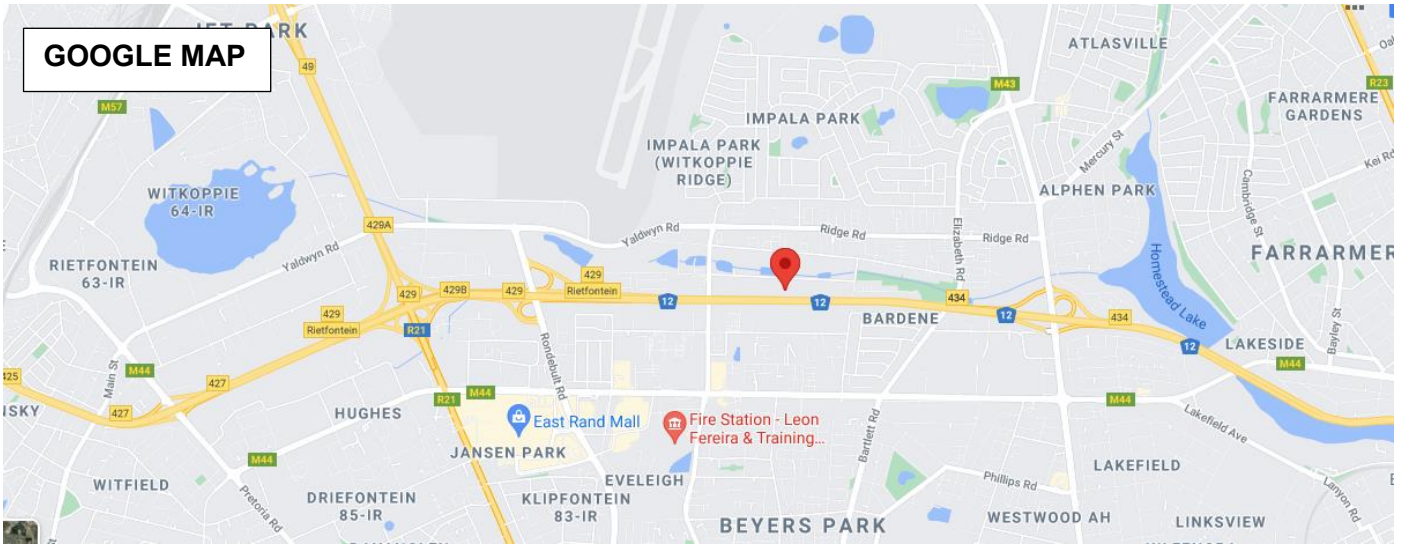 JET PARK
GOOGLE MAP
49
M57
M43
ATLASVILLE
R23
FARRARMERE
GARDENS
IMPALA PARK
IMPALA PARK
(WITKOPPIE
RIDGE)
Mercury St
Kei Rd
Cambridge St
WITKOPPIE
64-IR
ALPHEN PARK
429A
Yaldwyn Rd
Ridge Rd
Ridge Rd
Elizabeth Rd
Yaldwyn Rd
FARRARMER
RIETFONTEIN
63-IR
Homestead Lake
429
Rietfontein
429
429B
429
12
12
434
429
Rietfontein
R21
BARDENE
12
434
Bayley St
12
LAKESIDE
Rondebult Rd
M44
Main St
M44
425
427
M44
R21
M44
NSKY
427
HUGHES
East Rand Mall
Fire Station - Leon
Fereira & Training...
Bartlett Rd
Lakefield Ave
JANSEN PARK
M44
LAKEFIELD
WITFIELD
EVELEIGH
Phillips Rd
Lanyon Rd
Pretoria Rd
DRIEFONTEIN
85-IR
KLIPFONTEIN
83-IR
BEYERS PARK
WESTWOOD AH
LINKSVIEW